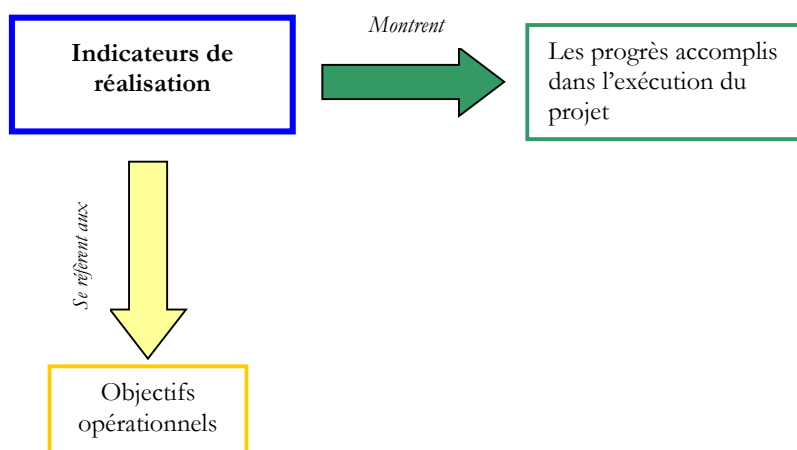 Montrent
Indicateurs de
réalisation
Les progrès accomplis
dans l'exécution du
projet
Se réfèrent aux
Objectifs
opérationnels